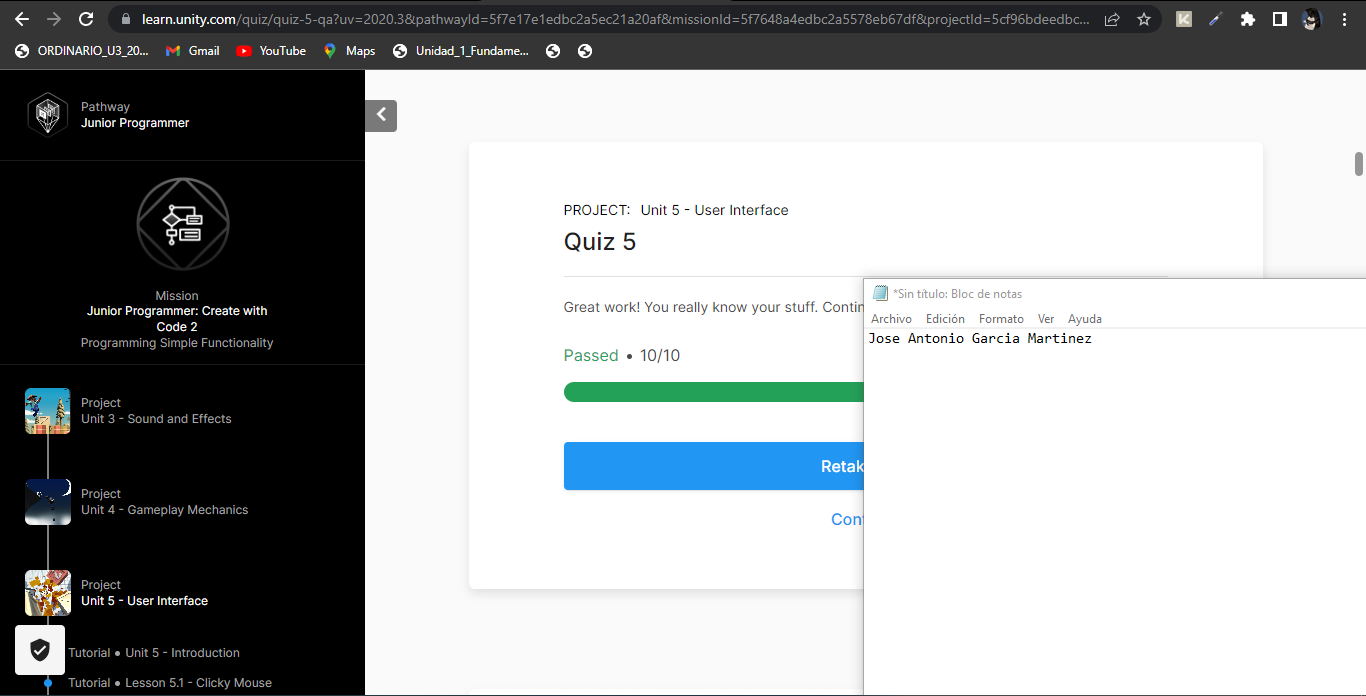 learn.unity.com/quiz/quiz-5-qa?uv=2020.3&pathwayId=5f7e17e1edbc2a5ec21a20af&missionId=5f7648a4edbc2a5578eb67df&projectId=5cf96bdeedbc...
ORDINARIO_U3_20... Gmail YouTube Maps Unidad_1_Fundame...
Pathway
Junior Programmer
Mission
Junior Programmer: Create with
Code 2
Programming Simple Functionality
Project
Unit 3 - Sound and Effects
Project
Unit 4 - Gameplay Mechanics
Project
Unit 5 - User Interface
Tutorial • Unit 5 - Introduction
Tutorial • Lesson 5.1 - Clicky Mouse
PROJECT: Unit 5 - User Interface
Quiz 5
Great work! You really know your stuff. Contin
Passed • 10/10
Retak
Cont
*Sin título: Bloc de notas
Archivo Edición Formato Ver Ayuda
Jose Antonio Garcia Martinez